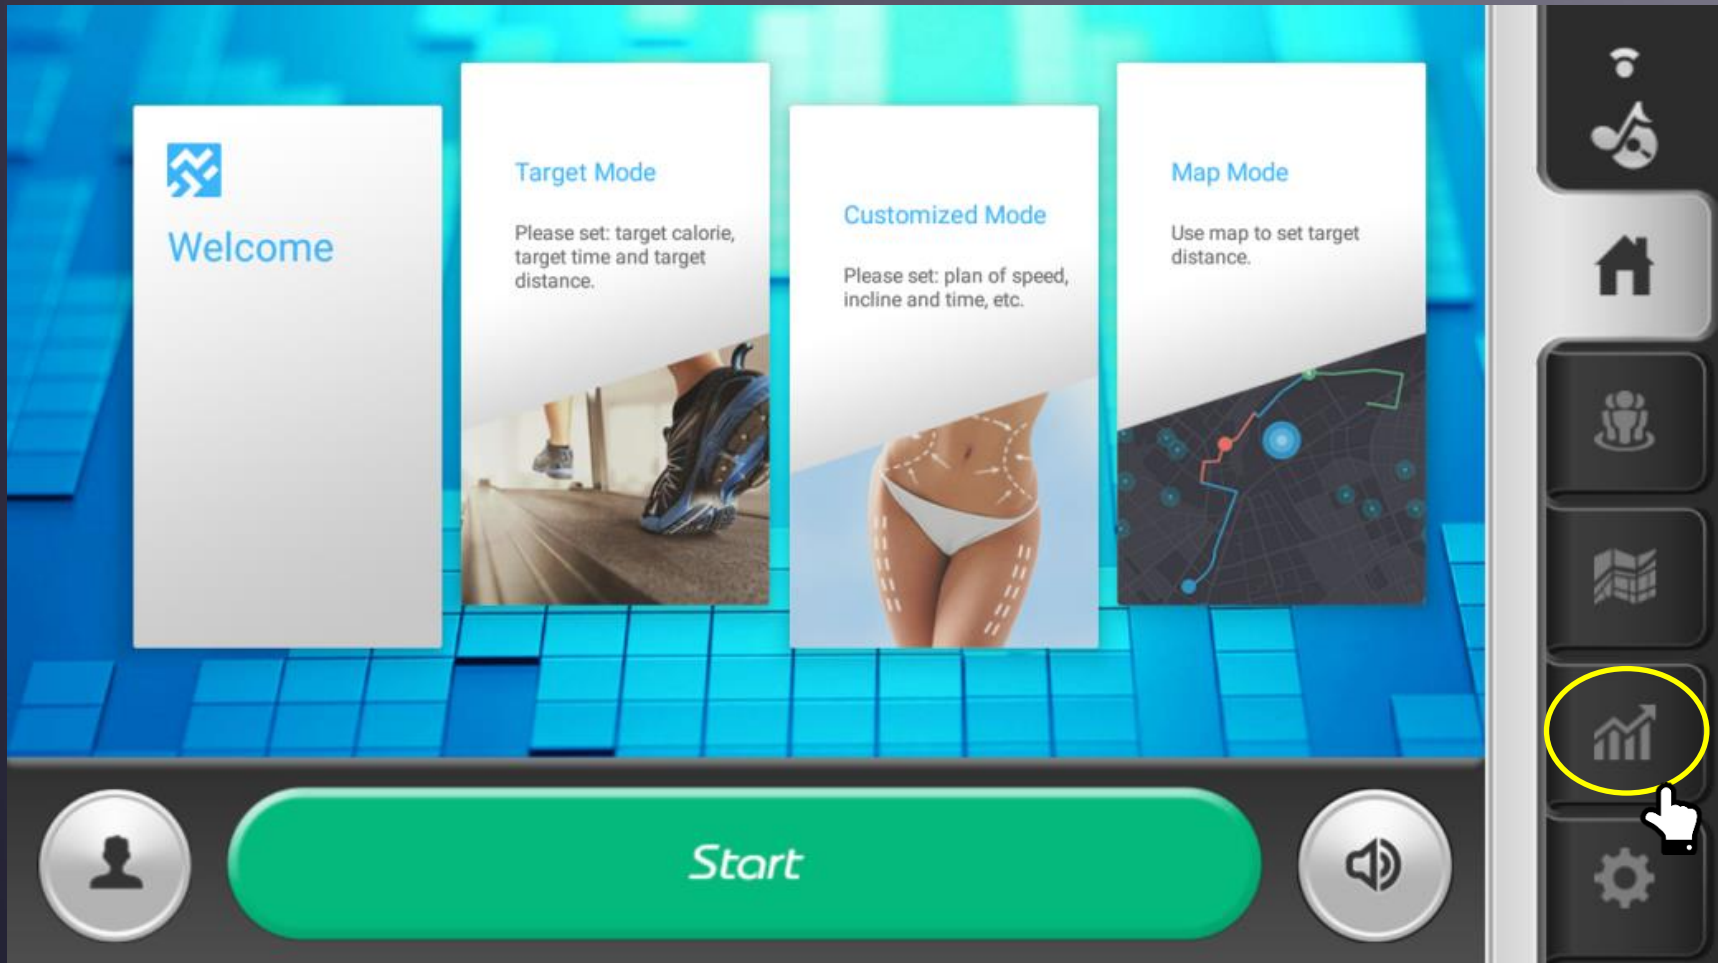 Welcome
Target Mode
Please set: target calorie,
target time and target
distance.
Customized Mode
Please set: plan of speed,
incline and time, etc.
Map Mode
Use map to set target
distance.
Start